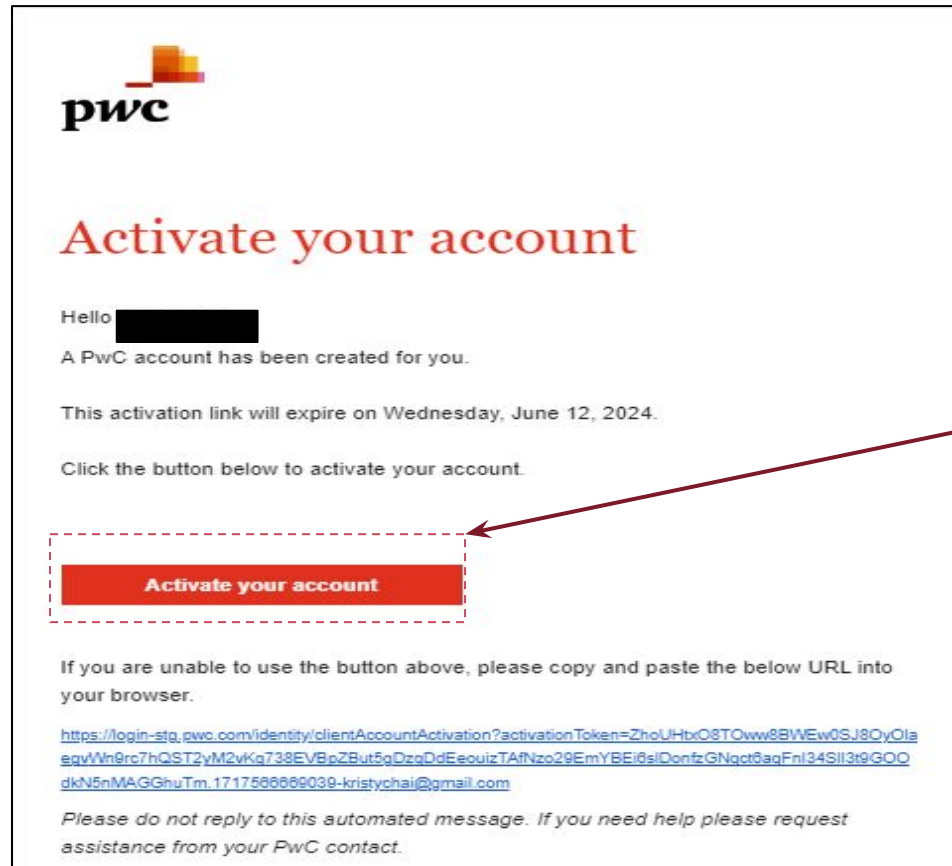 pwc
Activate your account
Hello
A PwC account has been created for you.
This activation link will expire on Wednesday, June 12, 2024.
Click the button below to activate your account.
Activate your account
If you are unable to use the button above, please copy and paste the below URL into
your browser.
https://login-stg.pwc.com/identity/clientAccountActivation?activationToken=ZhoUHtxO8TOww8BWEw0SJ8OyOIa
egvWn9rc7hQST2yM2vKq738EVBpZBut5gDzqDdEeouizTAfNzo29EmYBEi6slDonfzGNqct6aqFnI34SII3t9GOO
dkN5nMAGGhuTm.1717566669039-kristychai@gmail.com
Please do not reply to this automated message. If you need help please request
assistance from your PwC contact.